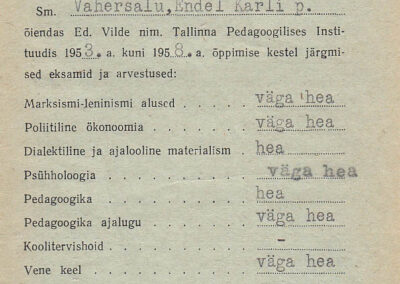 Sm. Vahersalu, Endel Karli p.
õiendas Ed. Vilde nim. Tallinna Pedagoogilises Insti-
tuudis 1953. a. kuni 1958. a. õppimise kestel järgmi-
sed eksamid ja arvestused:
Marksismi-leninismi alused . . . . . . väga hea
Poliitiline ökonoomia . . . . . . väga hea
Dialektiline ja ajalooline materialism . hea
Psühholoogia . . . . . . . . . väga hea
Pedagoogika . . . . . . . . . hea
Pedagoogika ajalugu . . . . . . . väga hea
Koolitervishoid . . . . . . . . . -
Vene keel . . . . . . . . . . väga hea